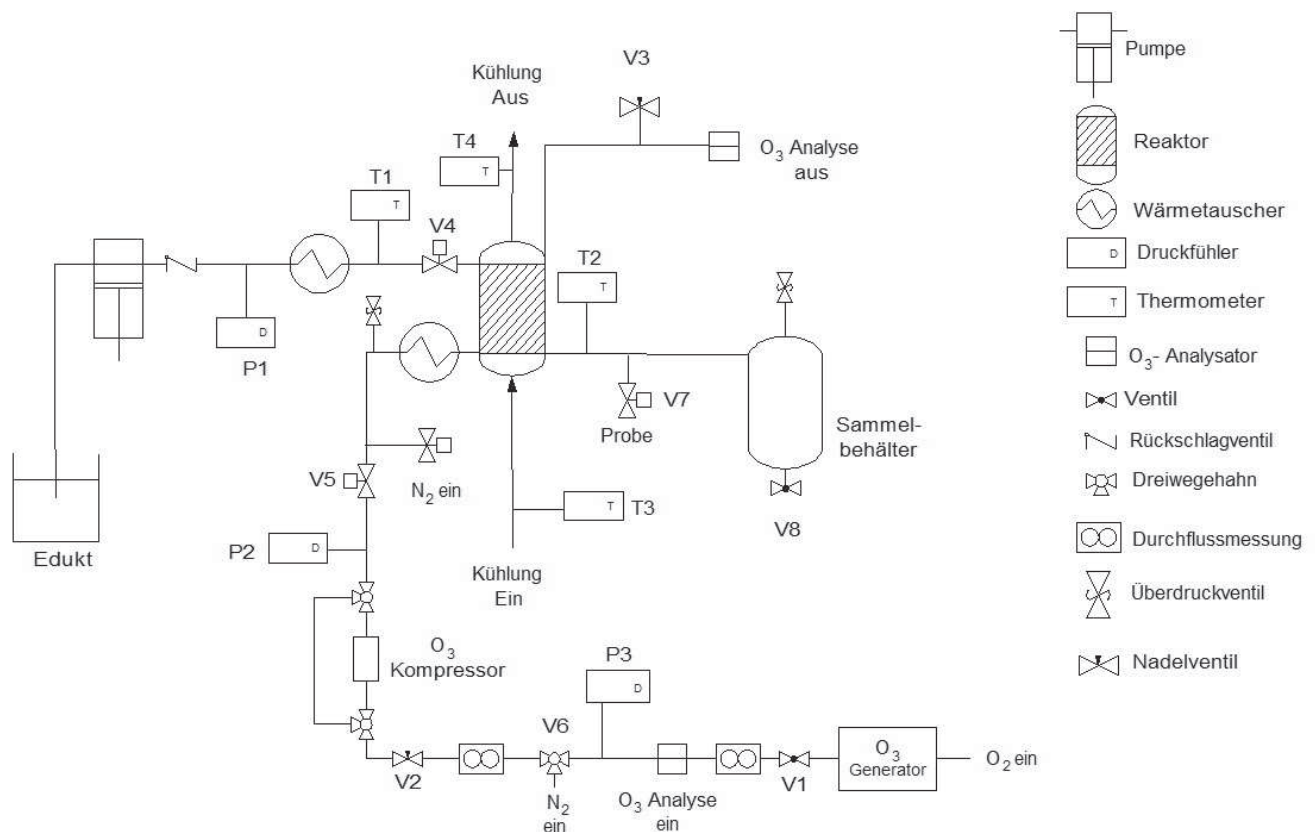 Kühlung
Aus
V3
T4
T
O3 Analyse
aus
T1
T
V4
T2
T
D
P1
V7
Probe
Sammel-
behälter
V8
V5
N2 ein
T
T3
P2
D
Kühlung
Ein
Edukt
O3
Kompressor
P3
D
V6
V2
N2
ein
O3 Analyse
ein
V1
O3
Generator
O2 ein
Pumpe
Reaktor
Wärmetauscher
D
Druckfühler
T
Thermometer
O3- Analysator
Ventil
Rückschlagventil
Dreiwegehahn
Durchflussmessung
Überdruckventil
Nadelventil